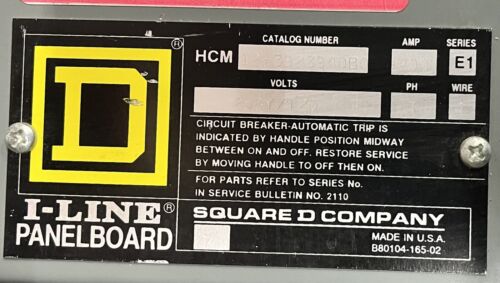 CATALOG NUMBER AMP SERIES
HCM E1
VOLTS PH WIRE
CIRCUIT BREAKER-AUTOMATIC TRIP IS
INDICATED BY HANDLE POSITION MIDWAY
BETWEEN ON AND OFF. RESTORE SERVICE
BY MOVING HANDLE TO OFF THEN ON.
FOR PARTS REFER TO SERIES No.
IN SERVICE BULLETIN NO. 2110
D
®
I-LINE®
PANELBOARD
SQUARE D COMPANY
MADE IN U.S.A.
B80104-165-02